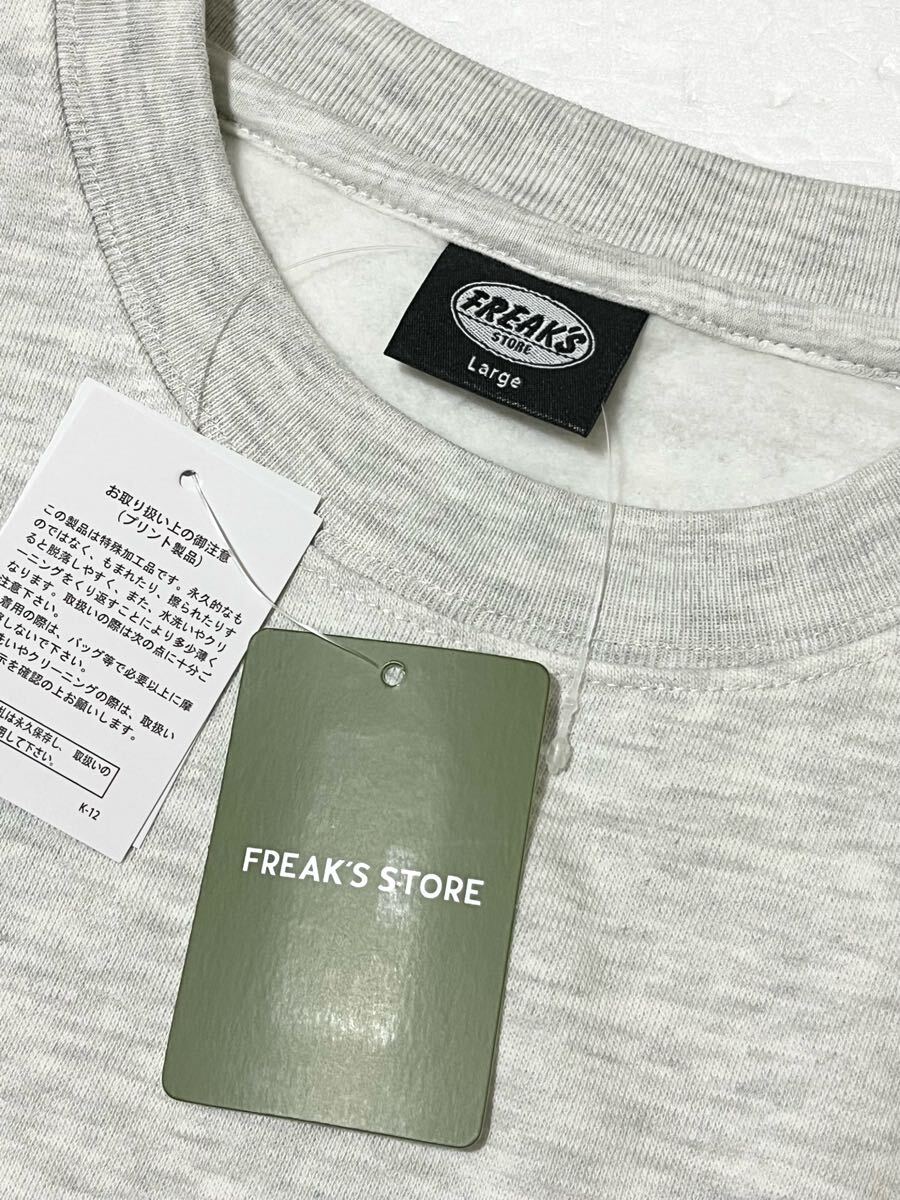 FREAK'S
STORE
Large
お取り扱い上の御注意
(プリント製品)
この製品は特殊加工品です。永久的なも
のではなく、もまれたり、擦られたりす
ると脱落しやすく、また、水洗いやクリ
ーニングをくり返すことにより多少薄く
なります。取扱いの際は次の点に十分ご
注意下さい。
着用の際は、バッグ等で必要以上に摩
しないで下さい。
いやクリーニングの際は、取扱い
示を確認の上お願いします。
札は永久保存し、取扱いの
用して下さい。
K-12
FREAK'S STORE